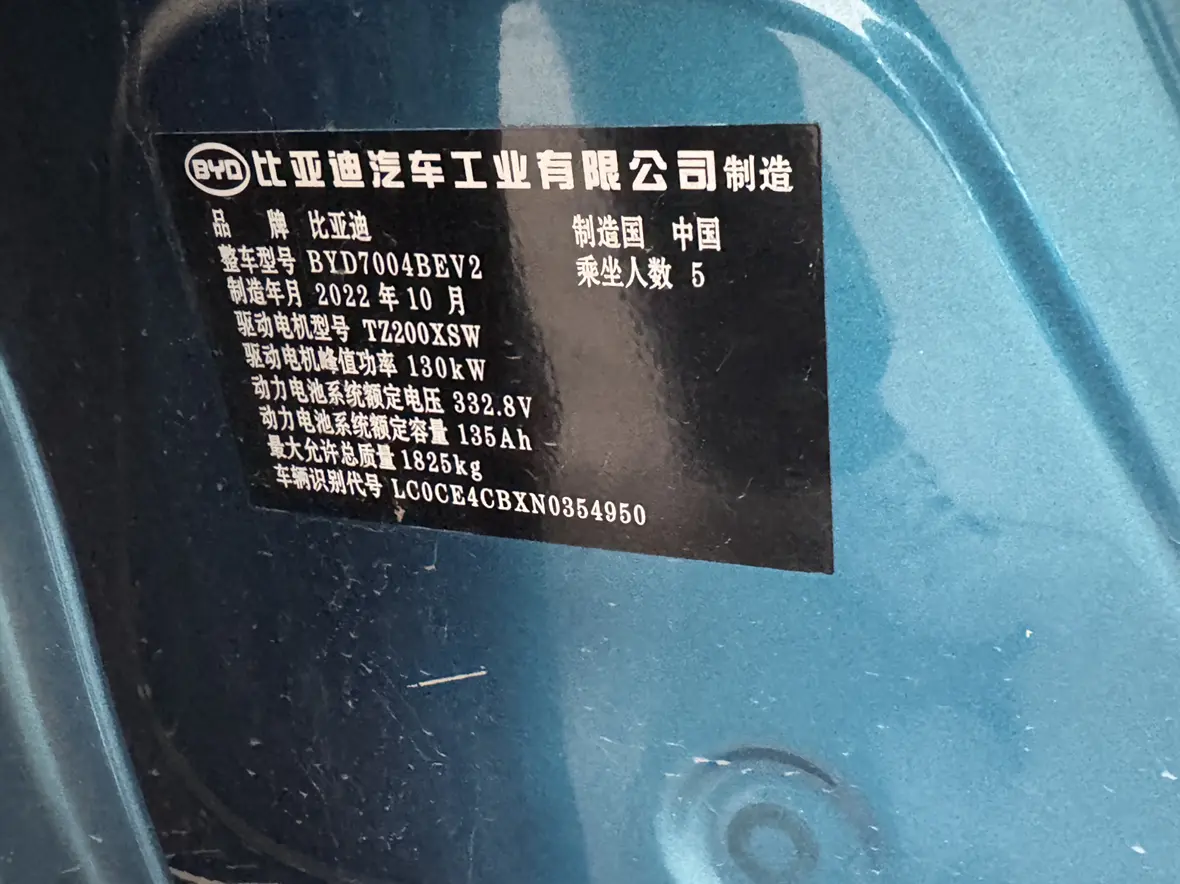 BYD 比亚迪汽车工业有限公司制造
品 牌 比亚迪 制造国 中国
整车型号 BYD7004BEV2 乘坐人数 5
制造年月 2022 年 10 月
驱动电机型号 TZ200XSW
驱动电机峰值功率 130kW
动力电池系统额定电压 332.8V
动力电池系统额定容量 135Ah
最大允许总质量 1825kg
车辆识别代号 LC0CE4CBXN0354950